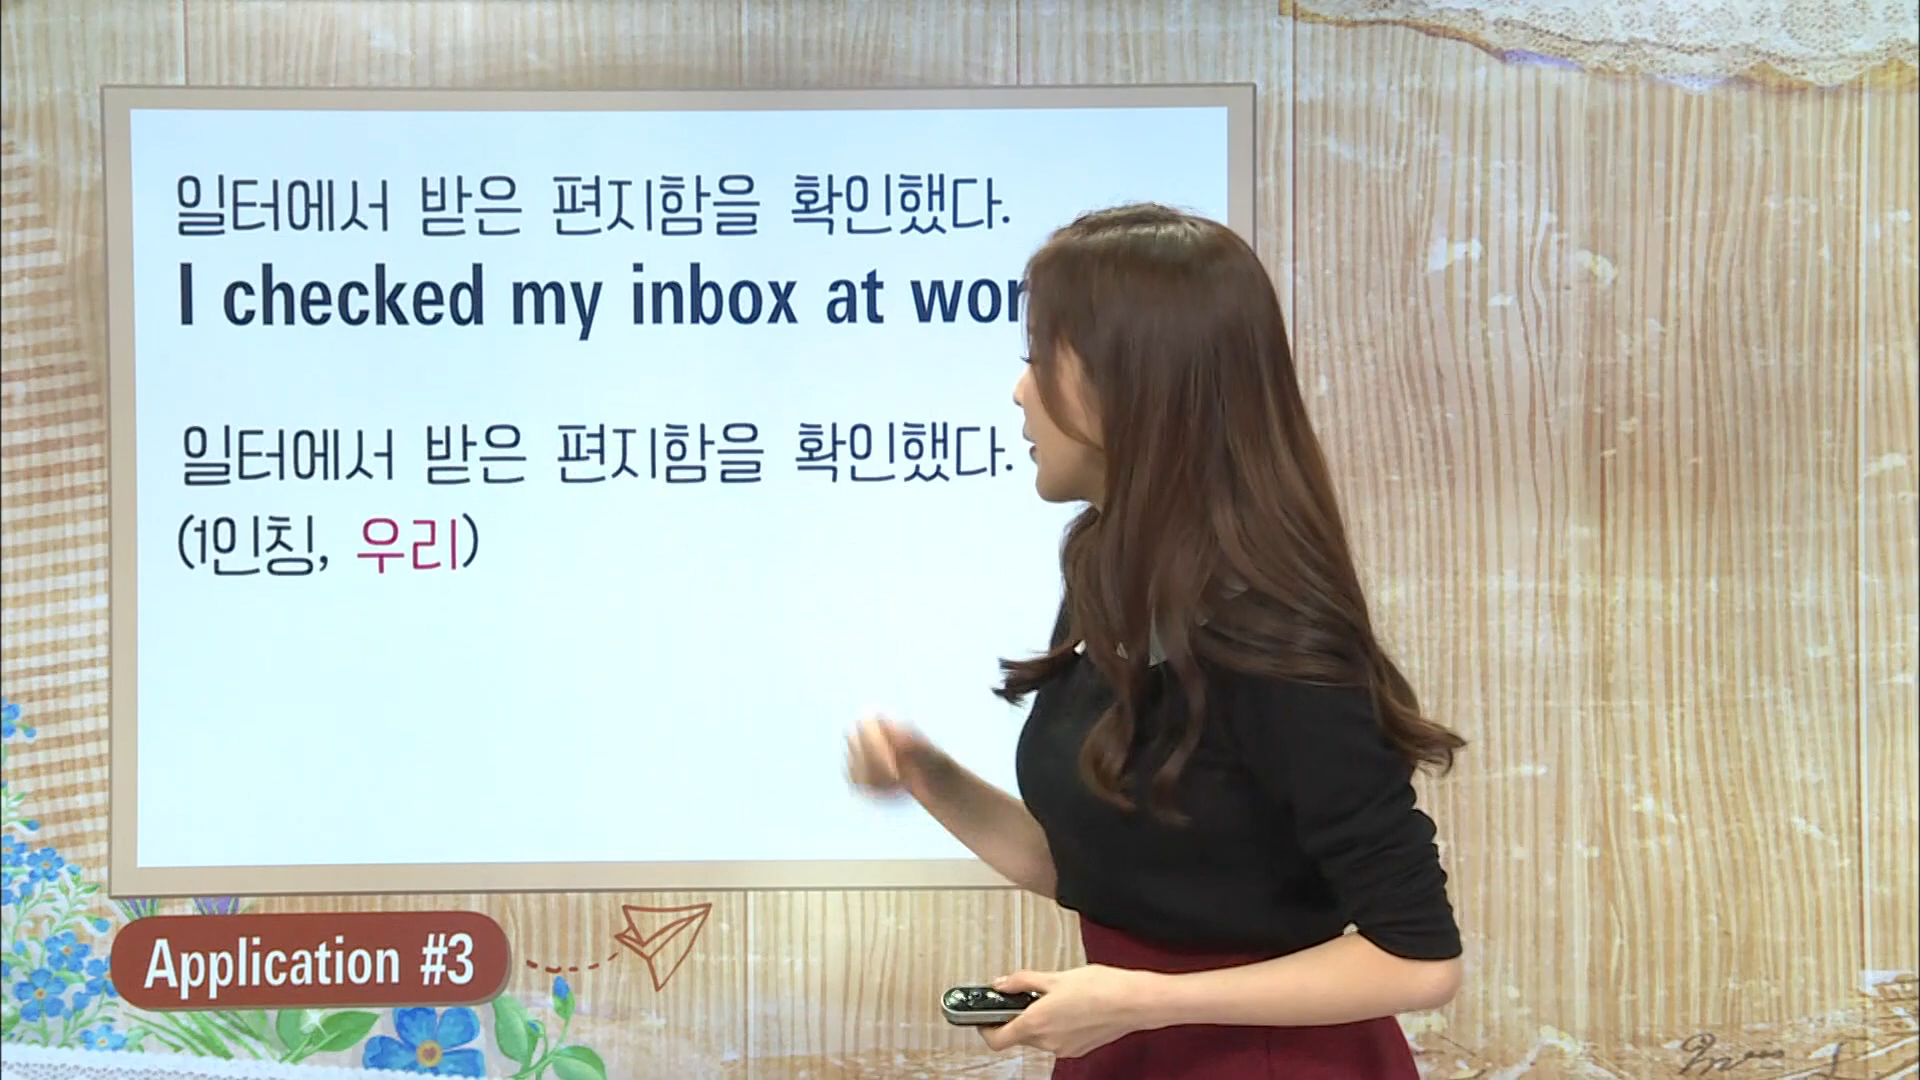 일터에서 받은 편지함을 확인했다.
I checked my inbox at
일터에서 받은 편지함을 확인했다.
(1인칭, 우리)
Application #3